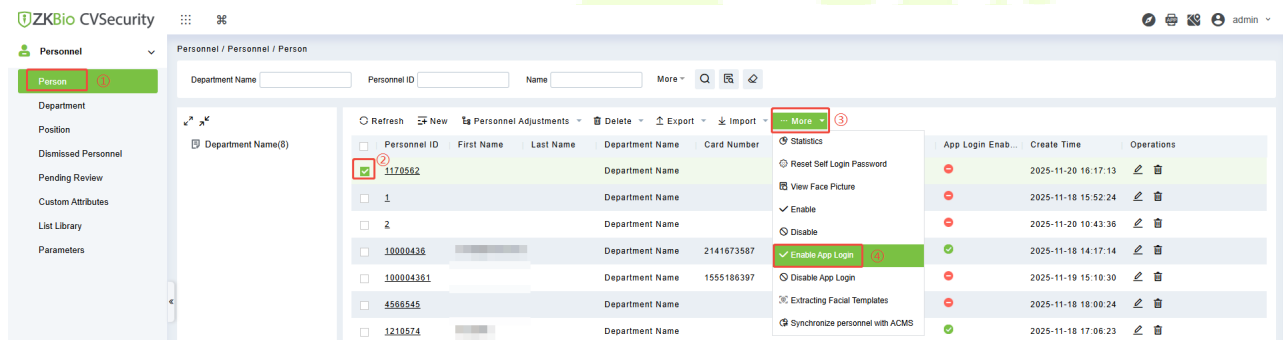 ZKBio CVSecurity
admin
Personnel
Personnel / Personnel / Person
Person ①
Department Name Personnel ID Name More
Department
Position
Dismissed Personnel
Pending Review
Custom Attributes
List Library
Parameters
Department Name(8)
Refresh New Personnel Adjustments Delete Export Import ··· More ③
Personnel ID First Name Last Name Department Name Card Number App Login Enab... Create Time Operations
② 1170562 Department Name 2025-11-20 16:17:13
1 Department Name 2025-11-18 15:52:24
2 Department Name 2025-11-20 10:43:36
10000436 Department Name 2141673587 2025-11-18 14:17:14
100004361 Department Name 1555186397 2025-11-19 15:10:30
4566545 Department Name 2025-11-18 18:00:24
1210574 Department Name 2025-11-18 17:06:23
Statistics
Reset Self Login Password
View Face Picture
Enable
Disable
Enable App Login ④
Disable App Login
Extracting Facial Templates
Synchronize personnel with ACMS